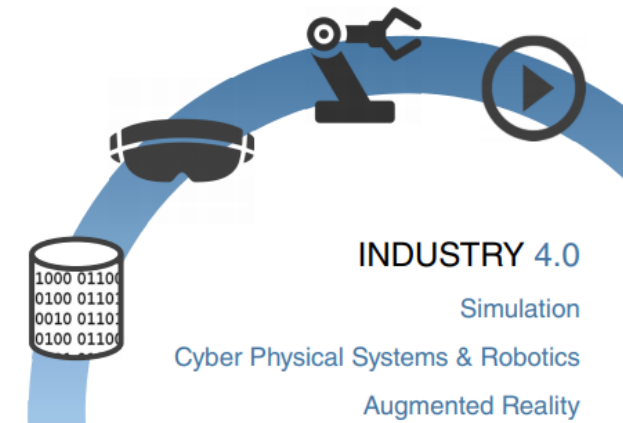 INDUSTRY 4.0
1000 0110
0100 0110
0010 0110
0100 0110
Simulation
Cyber Physical Systems & Robotics
Augmented Reality